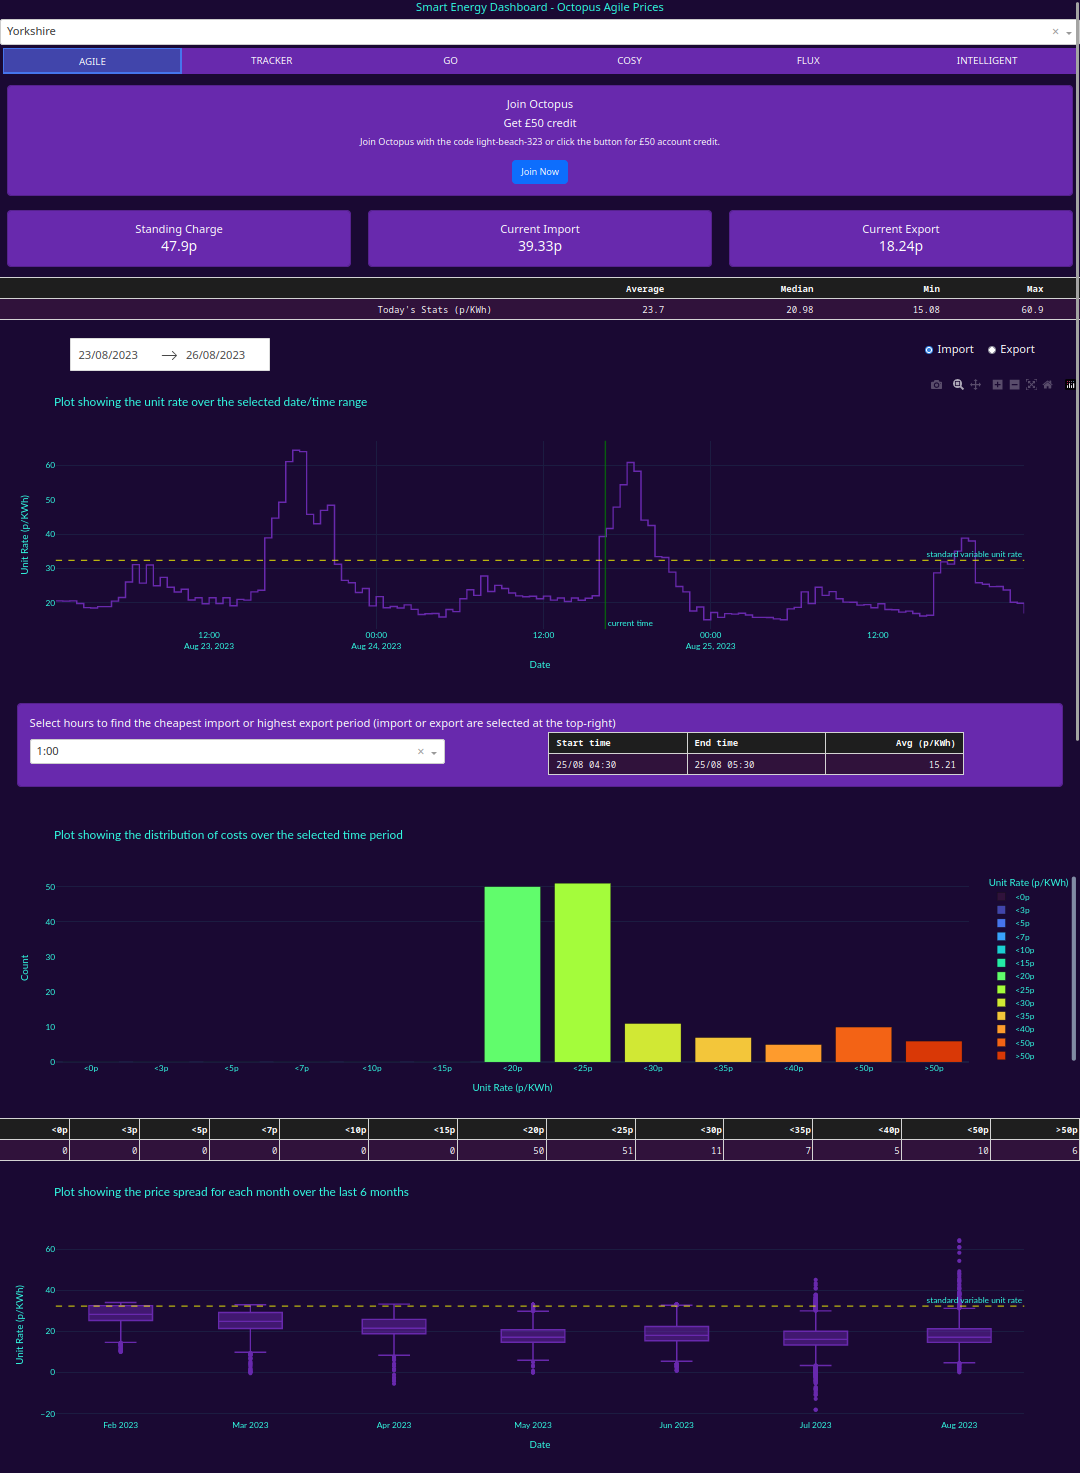 Smart Energy Dashboard - Octopus Agile Prices
Yorkshire
AGILE TRACKER GO COSY FLUX INTELLIGENT
Join Octopus
Get £50 credit
Join Octopus with the code light-beach-323 or click the button for £50 account credit.
Join Now
Standing Charge
47.9p
Current Import
39.33p
Current Export
18.24p
Average Median Min Max
Today's Stats (p/KWh) 23.7 20.98 15.08 60.9
23/08/2023 → 26/08/2023
Import Export
Plot showing the unit rate over the selected date/time range
Unit Rate (p/KWh)
60
50
40
30
20
standard variable unit rate
current time
12:00 00:00 12:00 00:00 12:00
Aug 23, 2023 Aug 24, 2023 Aug 25, 2023
Date
Select hours to find the cheapest import or highest export period (import or export are selected at the top-right)
1:00
Start time End time Avg (p/KWh)
25/08 04:30 25/08 05:30 15.21
Plot showing the distribution of costs over the selected time period
Count
50
40
30
20
10
0
<0p <3p <5p <7p <10p <15p <20p <25p <30p <35p <40p <50p >50p
Unit Rate (p/KWh)
Unit Rate (p/KWh)
<0p
<3p
<5p
<7p
<10p
<15p
<20p
<25p
<30p
<35p
<40p
<50p
>50p
<0p <3p <5p <7p <10p <15p <20p <25p <30p <35p <40p <50p >50p
0 0 0 0 0 0 50 51 11 7 5 10 6
Plot showing the price spread for each month over the last 6 months
Unit Rate (p/KWh)
60
40
20
0
−20
standard variable unit rate
Feb 2023 Mar 2023 Apr 2023 May 2023 Jun 2023 Jul 2023 Aug 2023
Date